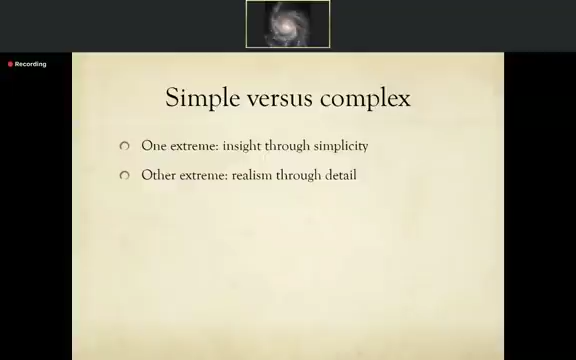 Recording
Simple versus complex
One extreme: insight through simplicity
Other extreme: realism through detail